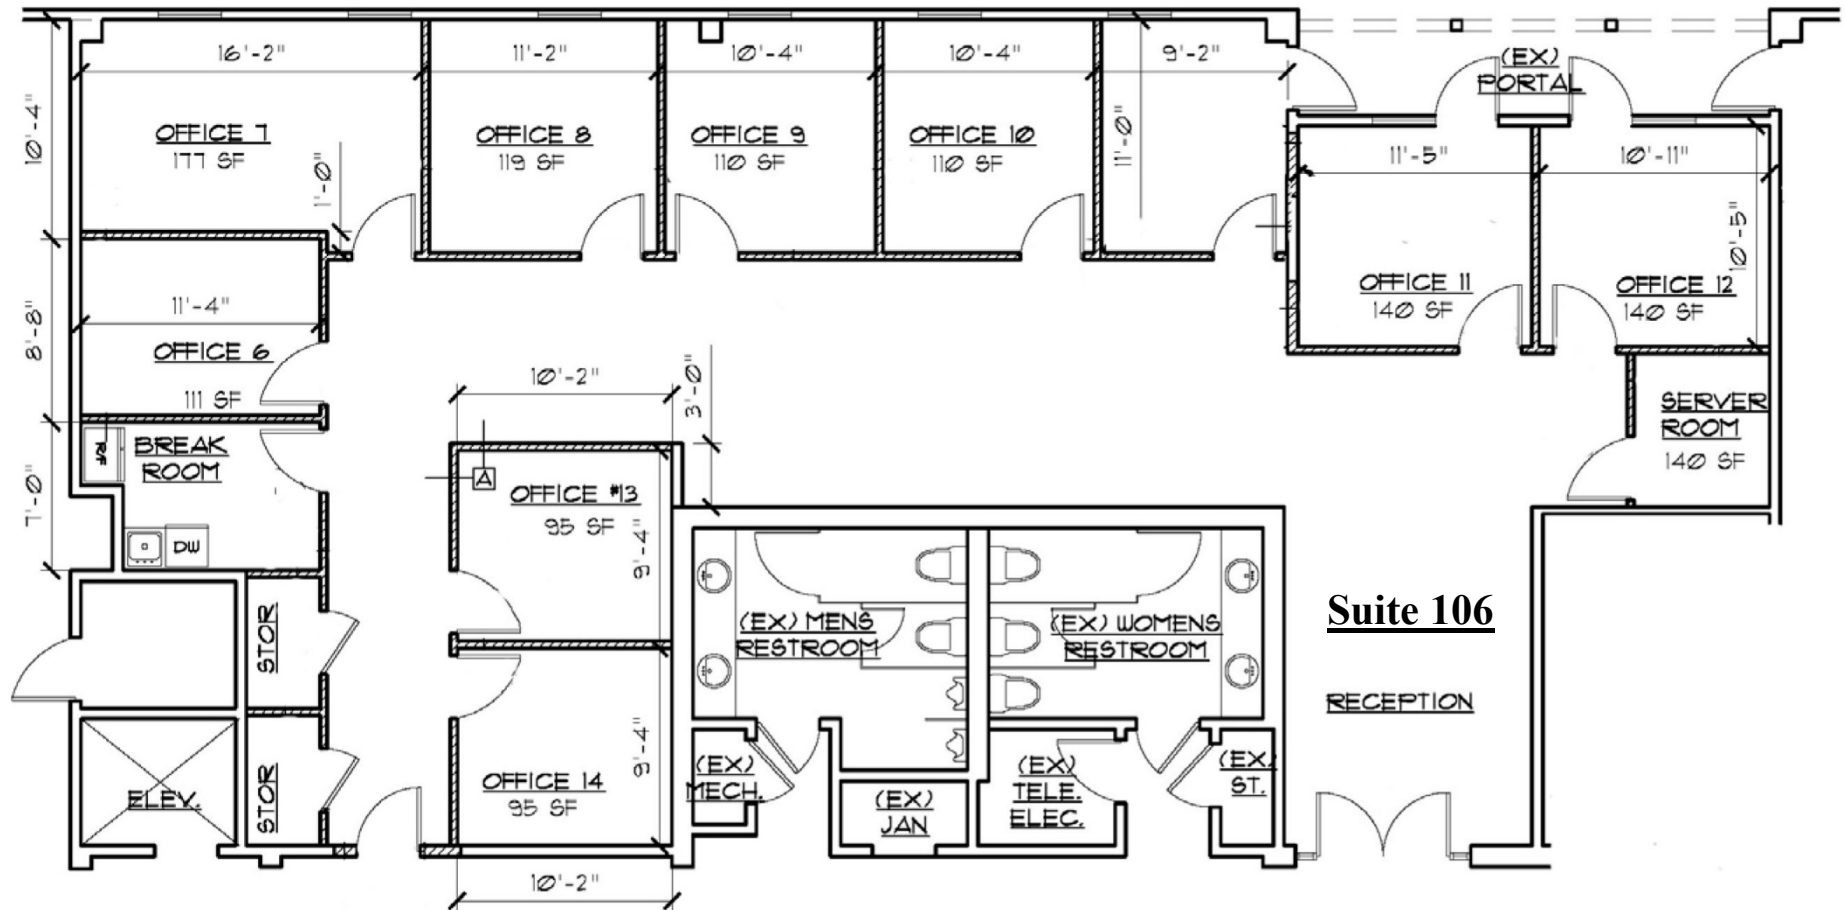 16'-2"
11'-2"
10'-4"
10'-4"
9'-2"
(EX)
PORTAL
10'-4"
OFFICE 7
177 SF
1'-0"
OFFICE 8
119 SF
OFFICE 9
110 SF
OFFICE 10
110 SF
11'-0"
11'-5"
10'-11"
10'-5"
OFFICE 11
140 SF
OFFICE 12
140 SF
8'-8"
11'-4"
OFFICE 6
111 SF
10'-2"
3'-0"
SERVER
ROOM
140 SF
REF
BREAK
ROOM
7'-0"
DW
A
OFFICE #13
95 SF
9'-4"
STOR
(EX) MENS
RESTROOM
(EX) WOMENS
RESTROOM
Suite 106
RECEPTION
ELEV.
STOR
OFFICE 14
95 SF
9'-4"
(EX)
MECH.
(EX)
JAN
(EX)
TELE.
ELEC.
(EX)
ST.
10'-2"